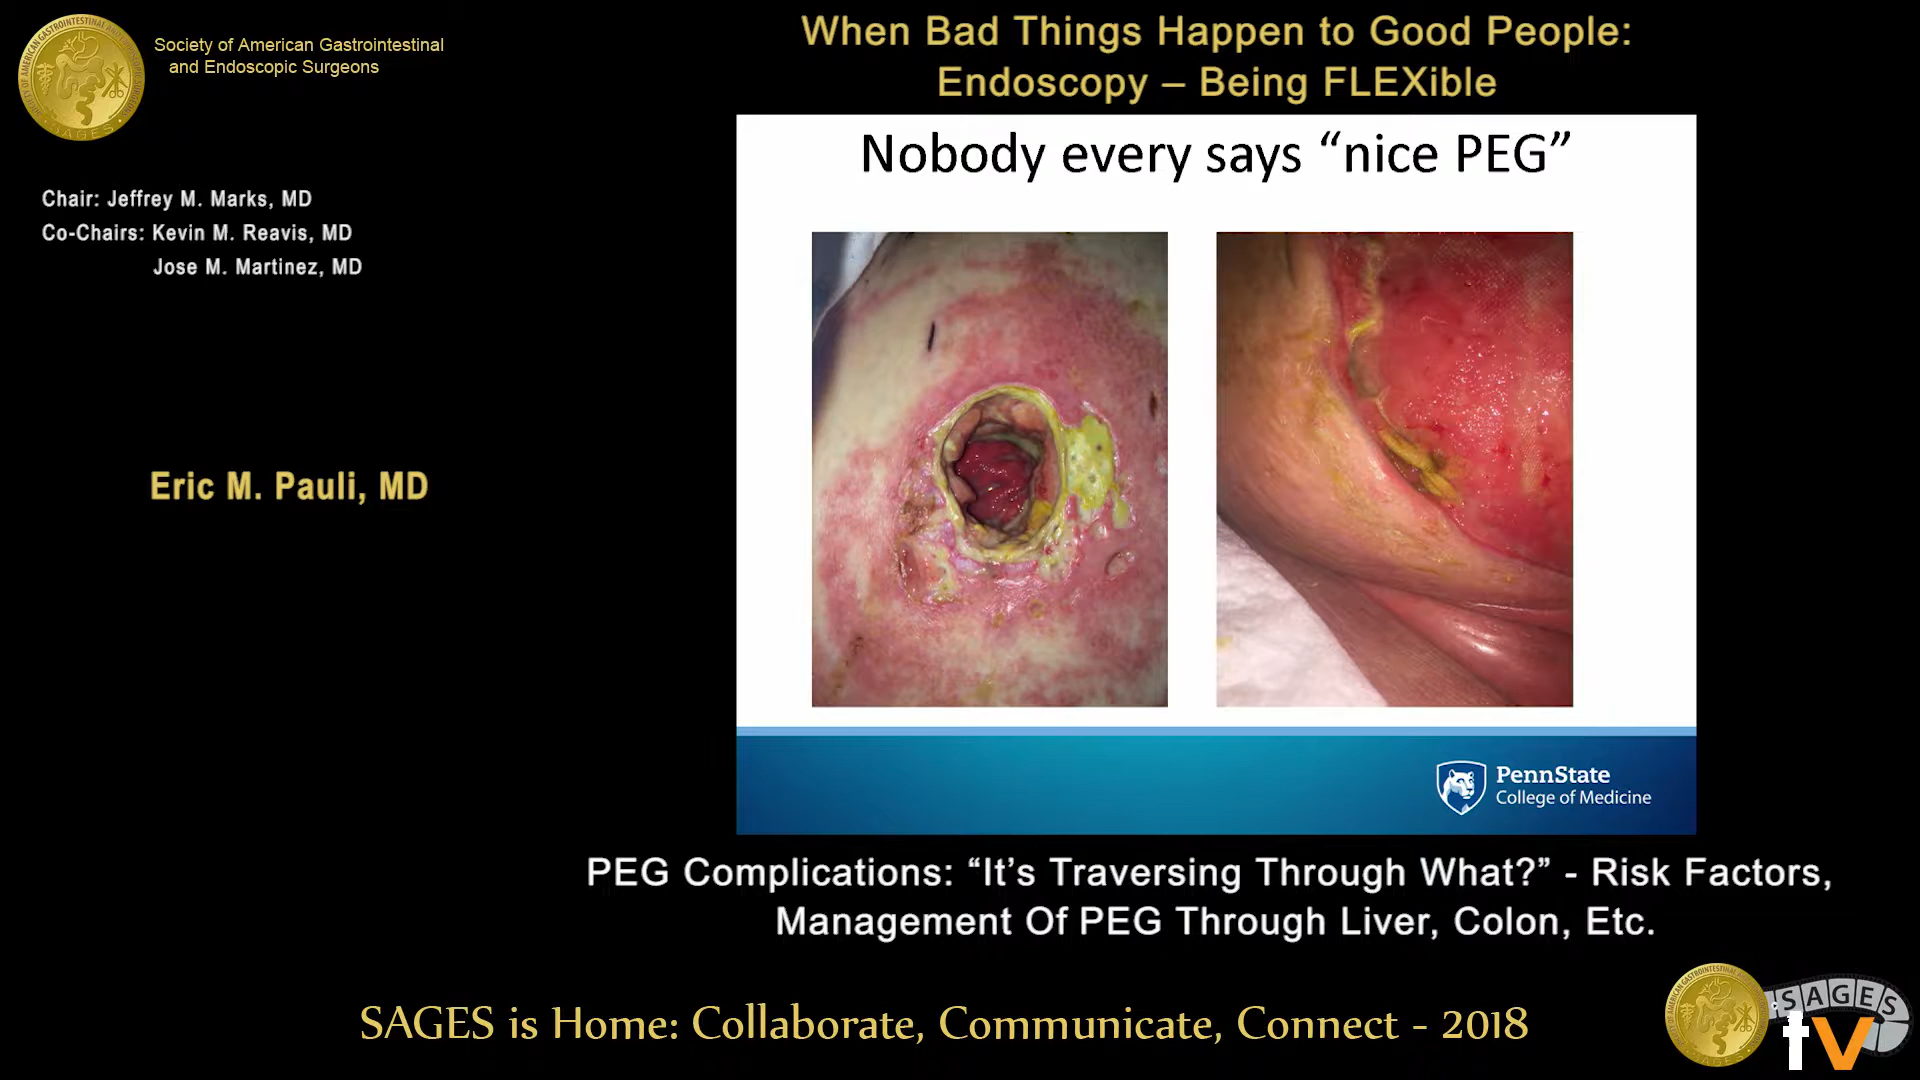 Society of American Gastrointestinal
and Endoscopic Surgeons
When Bad Things Happen to Good People:
Endoscopy – Being FLEXible
Chair: Jeffrey M. Marks, MD
Co-Chairs: Kevin M. Reavis, MD
Jose M. Martinez, MD
Eric M. Pauli, MD
Nobody every says “nice PEG”
PennState
College of Medicine
PEG Complications: “It’s Traversing Through What?” - Risk Factors,
Management Of PEG Through Liver, Colon, Etc.
SAGES is Home: Collaborate, Communicate, Connect - 2018
SAGES
tv